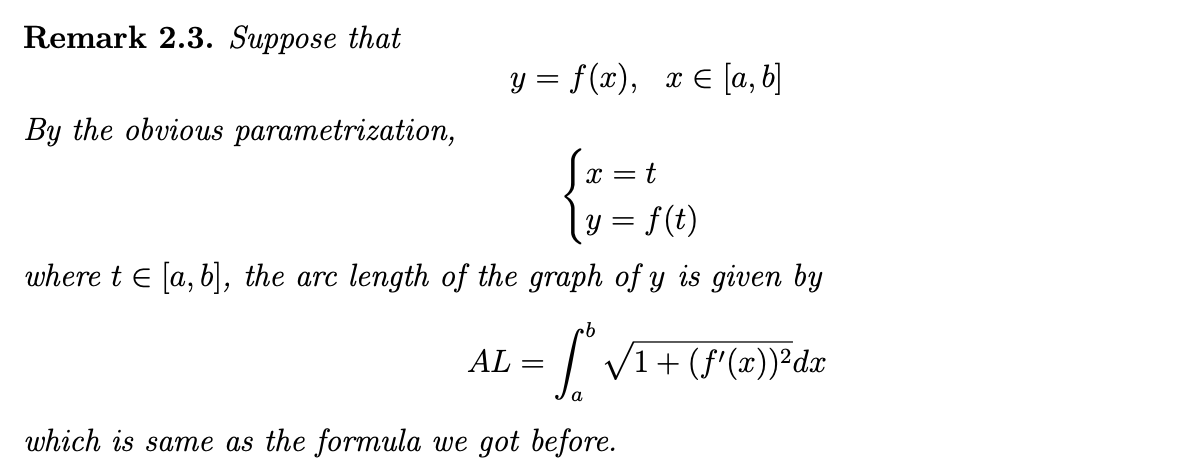 Remark 2.3. Suppose that
y = f(x), x ∈ [a, b]
By the obvious parametrization,
{ x = t
y = f(t)
where t ∈ [a, b], the arc length of the graph of y is given by
AL = ∫_a^b √(1 + (f′(x))²) dx
which is same as the formula we got before.